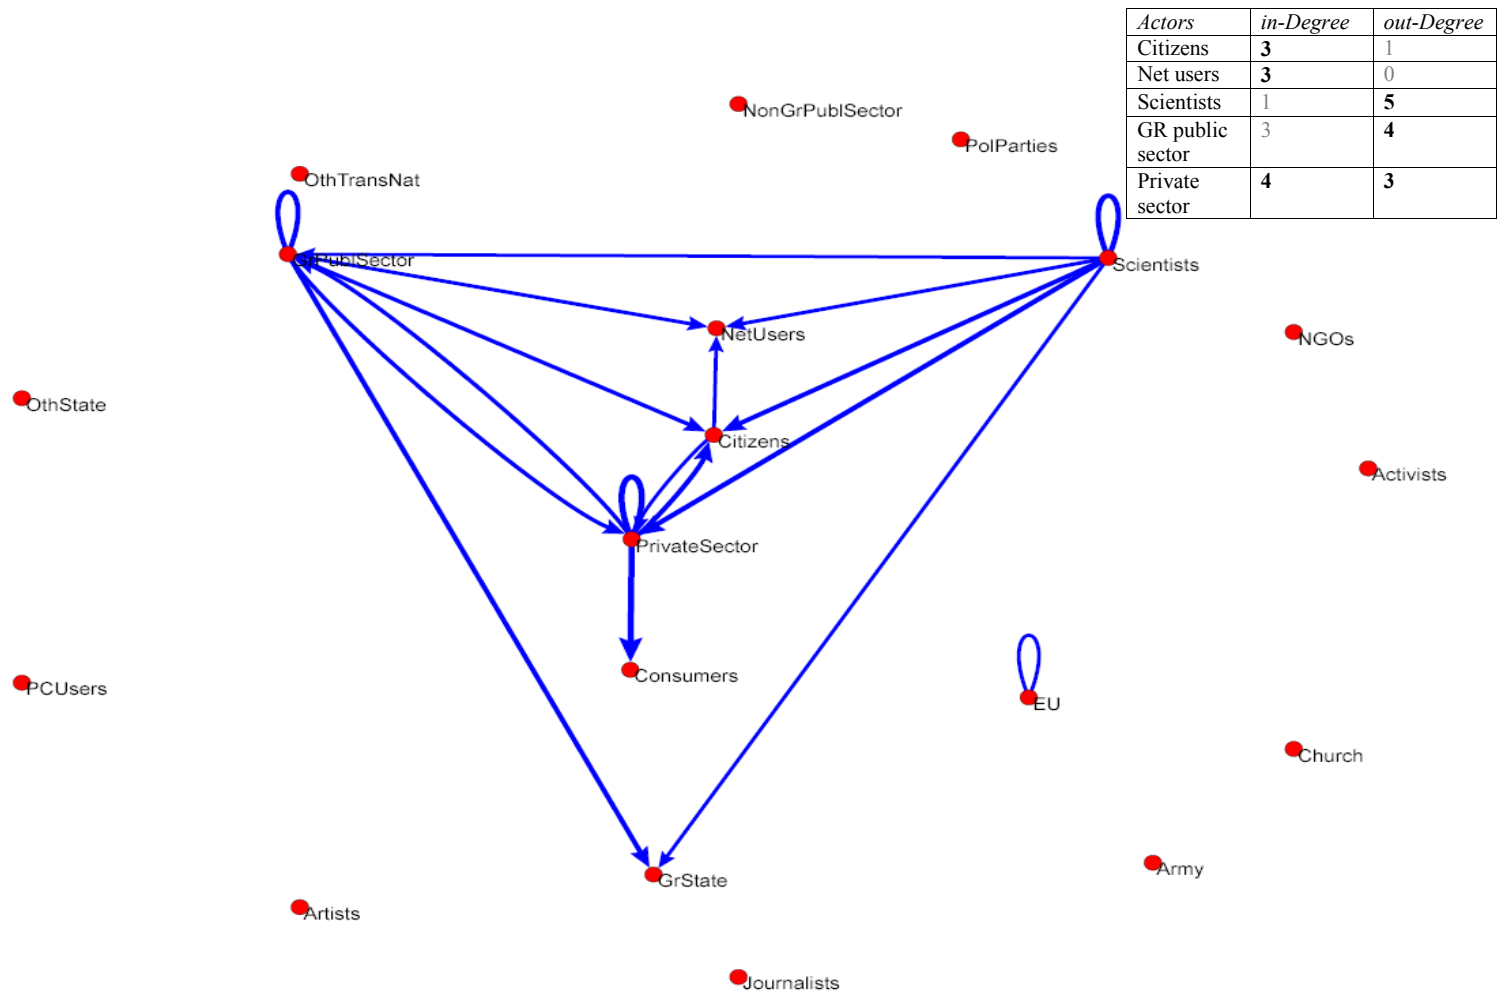 Actors in-Degree out-Degree
Citizens 3 1
Net users 3 0
Scientists 1 5
GR public 3 4
sector
Private 4 3
sector
NonGrPublSector
PolParties
OthTransNat
GrPublSector
Scientists
NetUsers
NGOs
OthState
Citizens
Activists
PrivateSector
Consumers
PCUsers
EU
Church
Army
GrState
Artists
Journalists